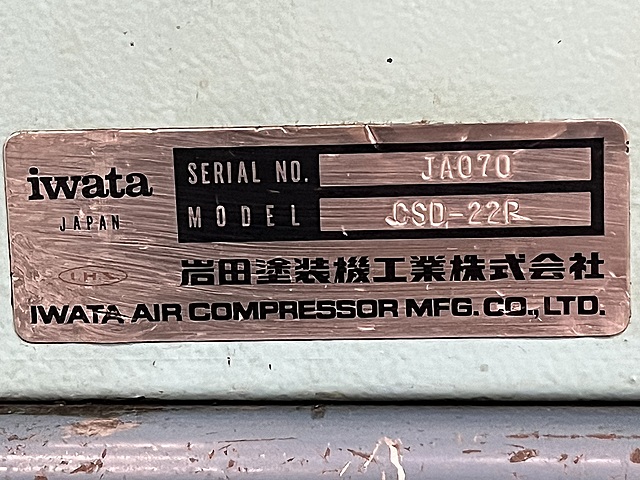 iwata
JAPAN
SERIAL NO. JA070
MODEL CSD-22R
岩田塗装機工業株式会社
IWATA AIR COMPRESSOR MFG. CO., LTD.